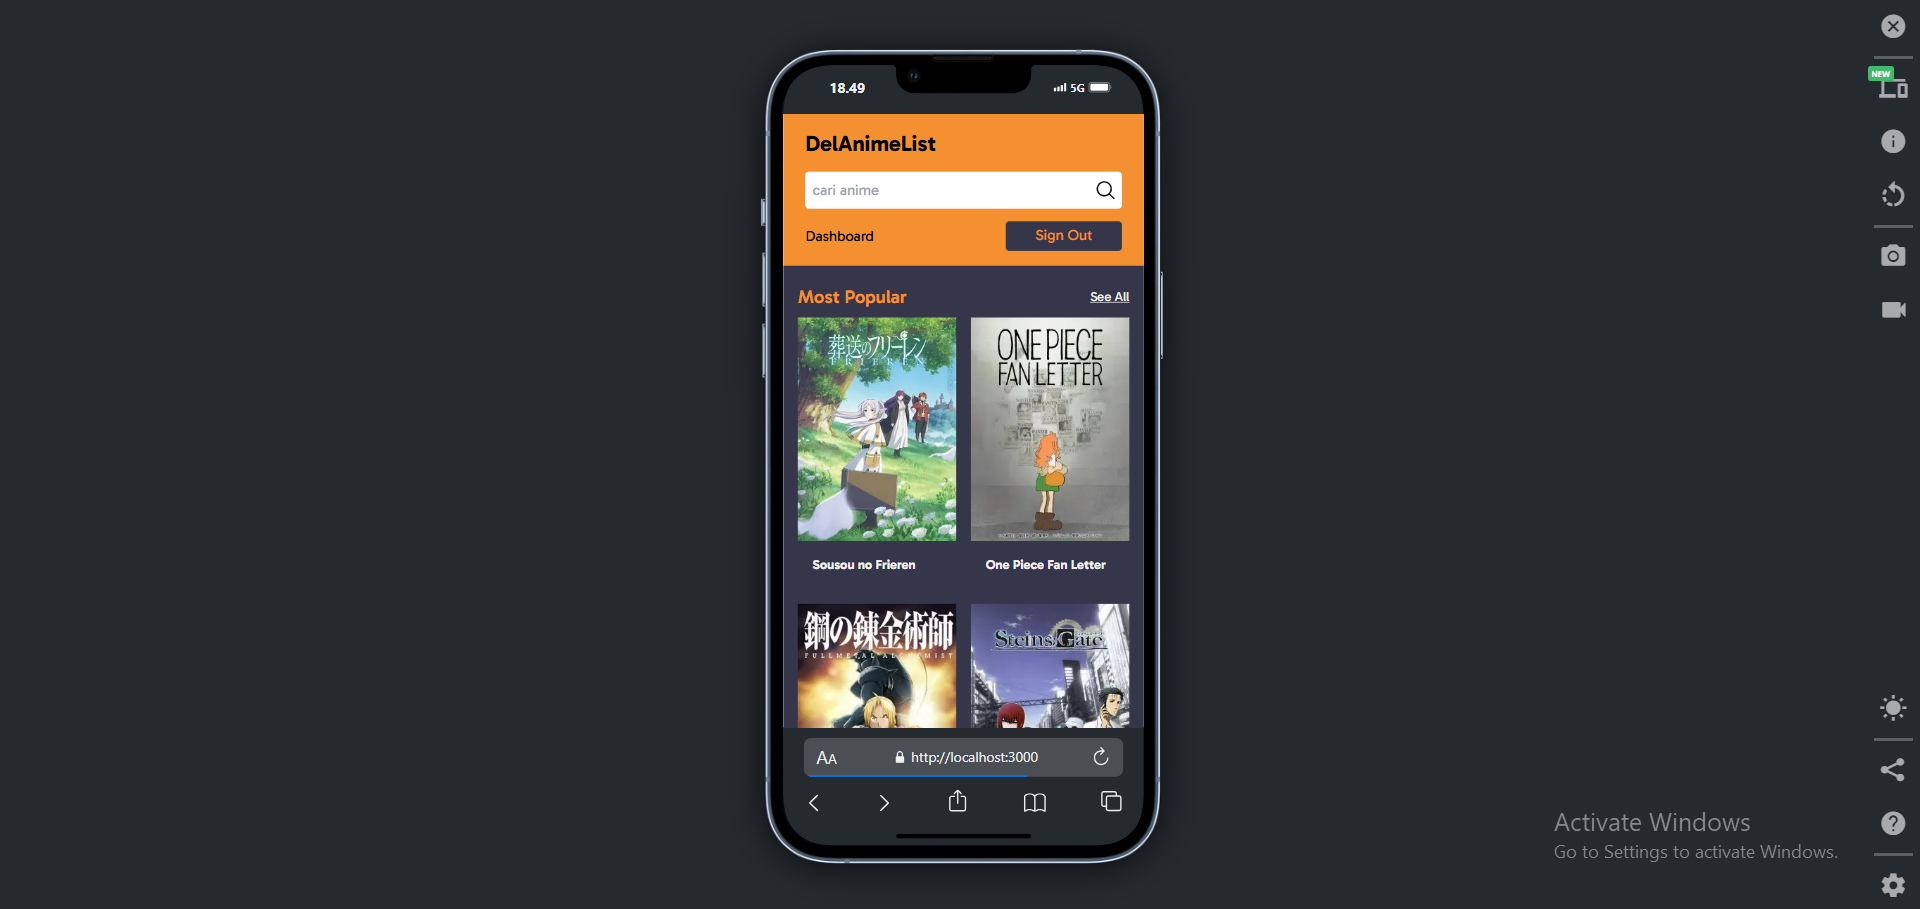 18.49
5G
NEW
DelAnimeList
cari anime
Dashboard
Sign Out
Most Popular
See All
葬送のフリーレン
FRIEREN
ONE PIECE
FAN LETTER
Sousou no Frieren
One Piece Fan Letter
鋼の錬金術師
FULLMETAL ALCHEMIST
Steins;Gate
AA
http://localhost:3000
Activate Windows
Go to Settings to activate Windows.